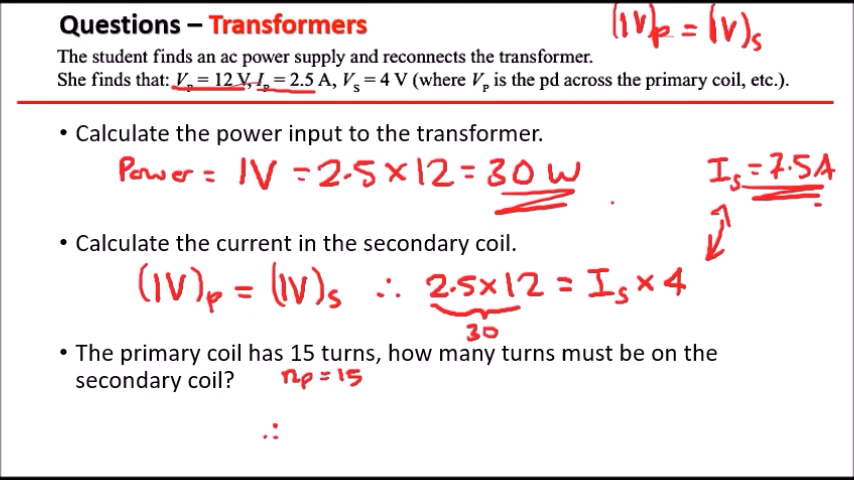 Questions – Transformers
(IV)p = (IV)s
The student finds an ac power supply and reconnects the transformer.
She finds that: Vp = 12 V, Ip = 2.5 A, Vs = 4 V (where Vp is the pd across the primary coil, etc.).
• Calculate the power input to the transformer.
Power = IV = 2.5 × 12 = 30 W
Is = 7.5A
• Calculate the current in the secondary coil.
(IV)p = (IV)s ∴ 2.5 × 12 = Is × 4
30
• The primary coil has 15 turns, how many turns must be on the
secondary coil?
np = 15
∴